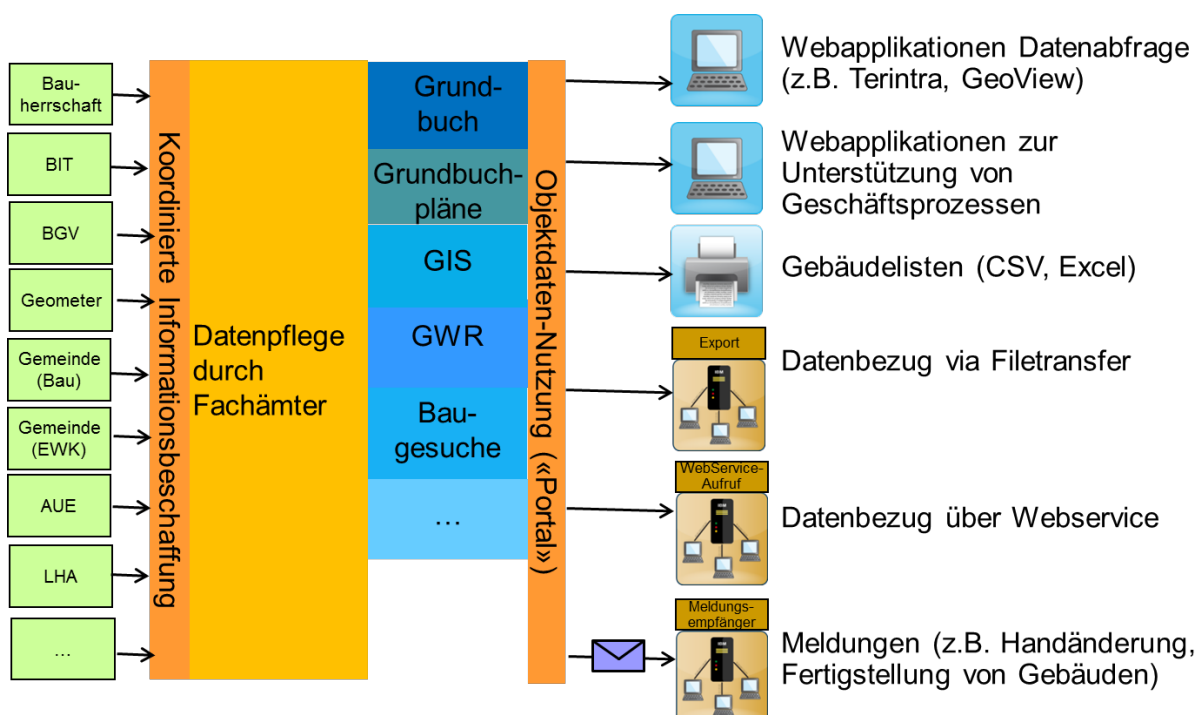 Bau-
herrschaft
BIT
BGV
Geometer
Gemeinde
(Bau)
Gemeinde
(EWK)
AUE
LHA
...
Koordinierte Informationsbeschaffung
Datenpflege
durch
Fachämter
Grund-
buch
Grundbuch-
pläne
GIS
GWR
Bau-
gesuche
...
Objektdaten-Nutzung («Portal»)
Webapplikationen Datenabfrage
(z.B. Terintra, GeoView)
Webapplikationen zur
Unterstützung von
Geschäftsprozessen
Gebäudelisten (CSV, Excel)
Export
Datenbezug via Filetransfer
WebService-
Aufruf
Datenbezug über Webservice
Meldungs-
empfänger
Meldungen (z.B. Handänderung,
Fertigstellung von Gebäuden)